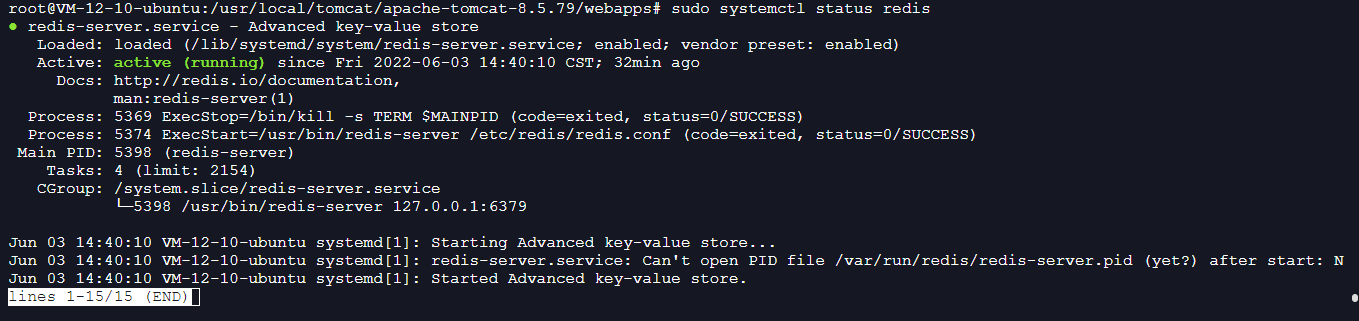 root@VM-12-10-ubuntu:/usr/local/tomcat/apache-tomcat-8.5.79/webapps# sudo systemctl status redis
● redis-server.service - Advanced key-value store
   Loaded: loaded (/lib/systemd/system/redis-server.service; enabled; vendor preset: enabled)
   Active: active (running) since Fri 2022-06-03 14:40:10 CST; 32min ago
     Docs: http://redis.io/documentation,
           man:redis-server(1)
  Process: 5369 ExecStop=/bin/kill -s TERM $MAINPID (code=exited, status=0/SUCCESS)
  Process: 5374 ExecStart=/usr/bin/redis-server /etc/redis/redis.conf (code=exited, status=0/SUCCESS)
 Main PID: 5398 (redis-server)
    Tasks: 4 (limit: 2154)
   CGroup: /system.slice/redis-server.service
           └─5398 /usr/bin/redis-server 127.0.0.1:6379

Jun 03 14:40:10 VM-12-10-ubuntu systemd[1]: Starting Advanced key-value store...
Jun 03 14:40:10 VM-12-10-ubuntu systemd[1]: redis-server.service: Can't open PID file /var/run/redis/redis-server.pid (yet?) after start: N
Jun 03 14:40:10 VM-12-10-ubuntu systemd[1]: Started Advanced key-value store.
lines 1-15/15 (END)